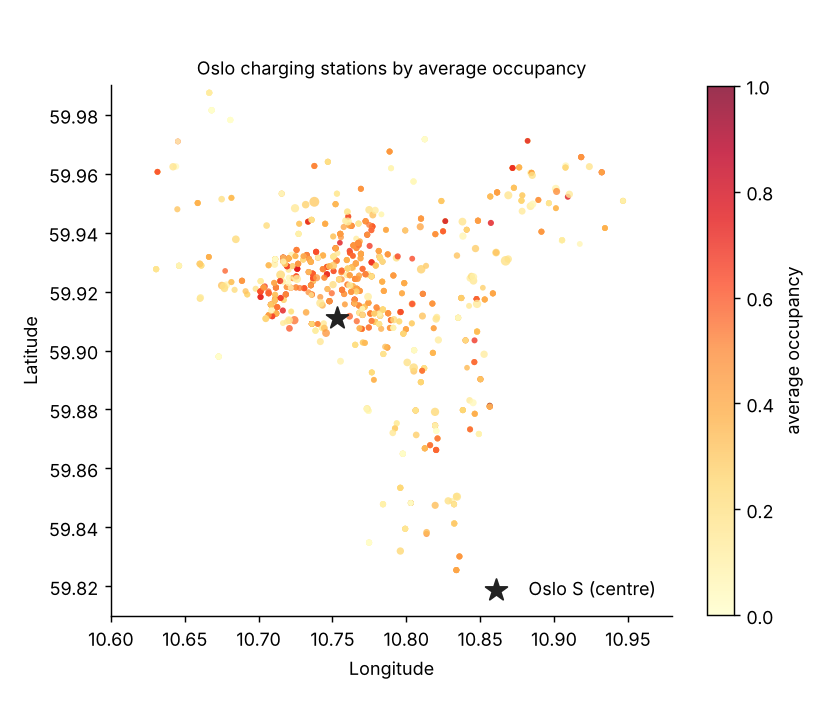 Oslo charging stations by average occupancy
59.98
59.96
59.94
59.92
59.90
59.88
59.86
59.84
59.82
Latitude
10.60 10.65 10.70 10.75 10.80 10.85 10.90 10.95
Longitude
Oslo S (centre)
1.0
0.8
0.6
0.4
0.2
0.0
average occupancy